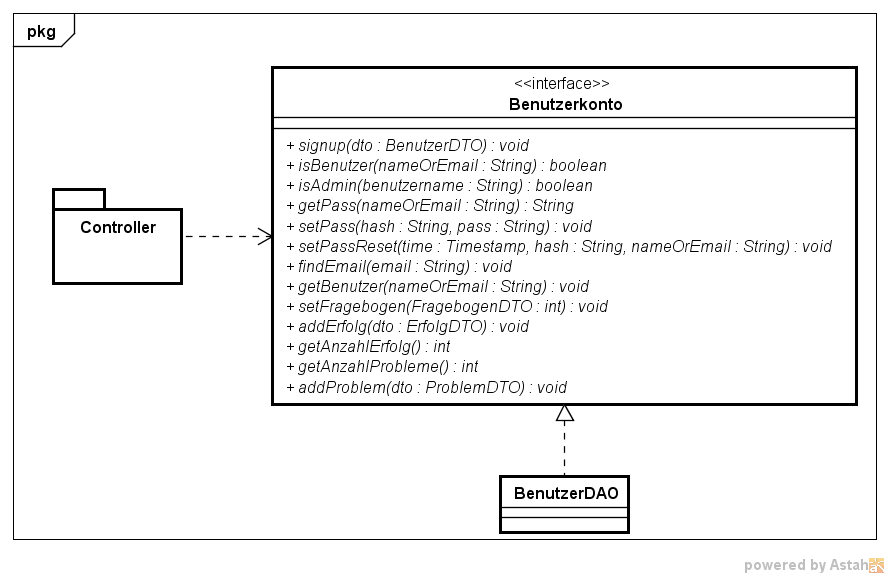 pkg
<<interface>>
Benutzerkonto
+ signup(dto : BenutzerDTO) : void
+ isBenutzer(nameOrEmail : String) : boolean
+ isAdmin(benutzername : String) : boolean
+ getPass(nameOrEmail : String) : String
+ setPass(hash : String, pass : String) : void
+ setPassReset(time : Timestamp, hash : String, nameOrEmail : String) : void
+ findEmail(email : String) : void
+ getBenutzer(nameOrEmail : String) : void
+ setFragebogen(FragebogenDTO : int) : void
+ addErfolg(dto : ErfolgDTO) : void
+ getAnzahlErfolg() : int
+ getAnzahlProbleme() : int
+ addProblem(dto : ProblemDTO) : void
Controller
BenutzerDAO
powered by Astah